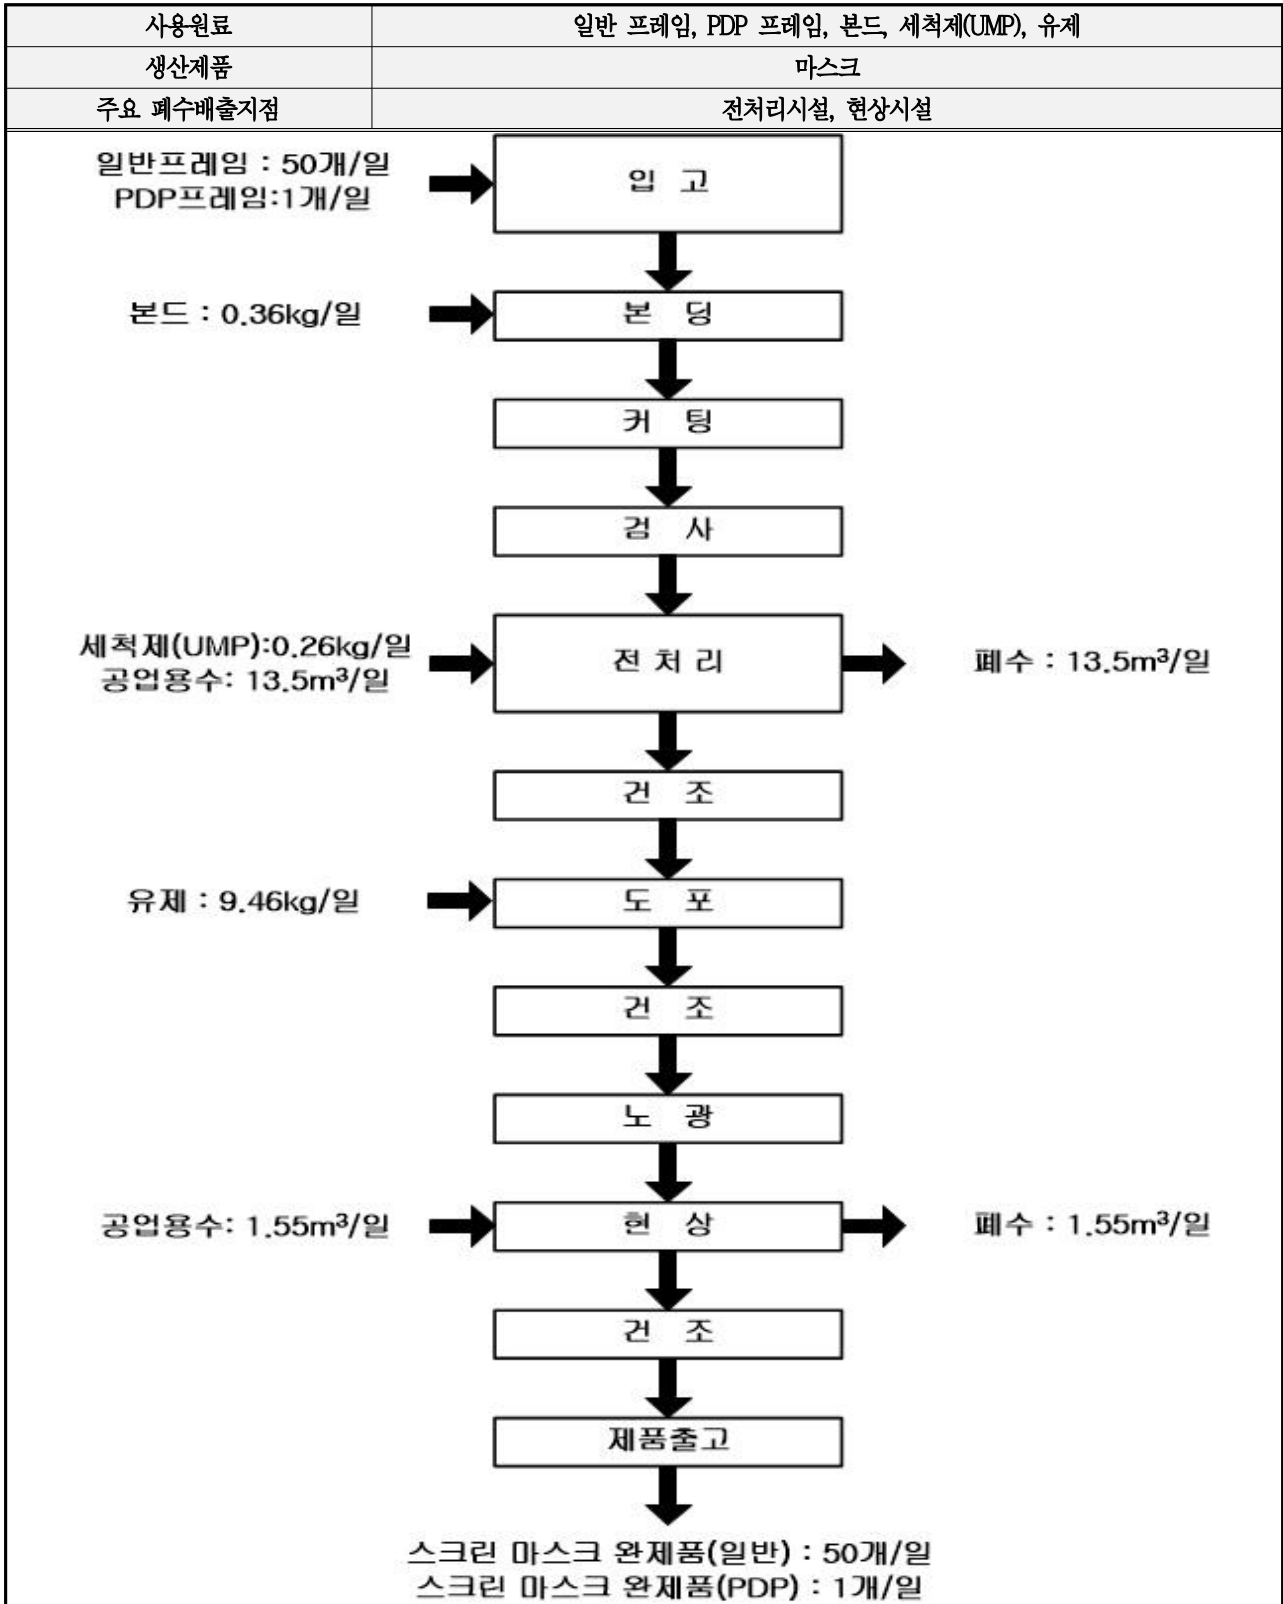 사용원료 일반 프레임, PDP 프레임, 본드, 세척제(UMP), 유제
생산제품 마스크
주요 폐수배출지점 전처리시설, 현상시설
일반프레임 : 50개/일
PDP프레임:1개/일
입 고
본드 : 0.36kg/일
본 딩
커 팅
검 사
세척제(UMP):0.26kg/일
공업용수: 13.5m³/일
전 처 리
폐수 : 13.5m³/일
건 조
유제 : 9.46kg/일
도 포
건 조
노 광
공업용수: 1.55m³/일
현 상
폐수 : 1.55m³/일
건 조
제품출고
스크린 마스크 완제품(일반) : 50개/일
스크린 마스크 완제품(PDP) : 1개/일